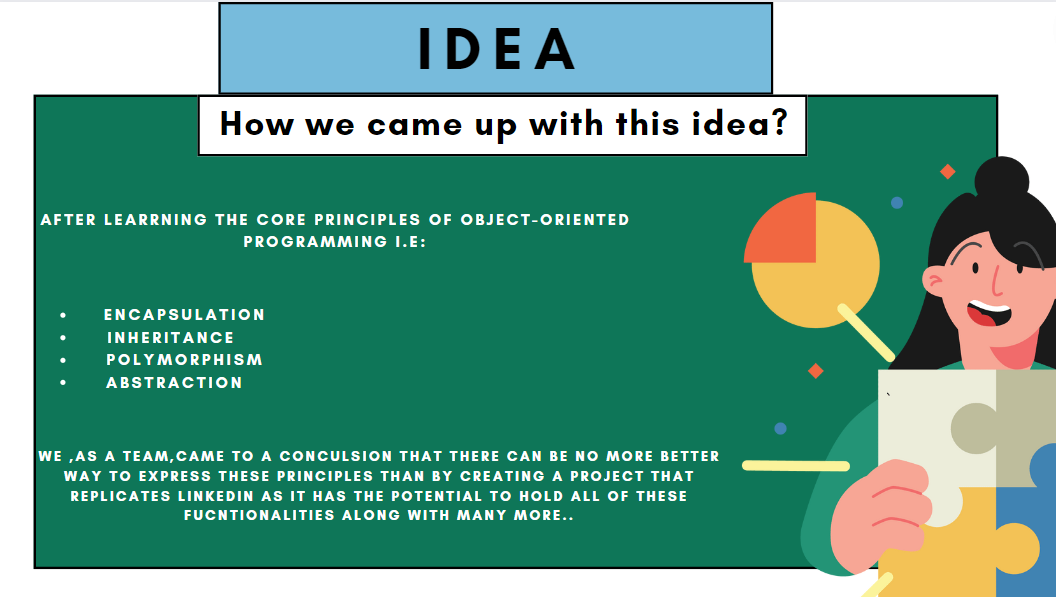 IDEA
How we came up with this idea?
AFTER LEARRNING THE CORE PRINCIPLES OF OBJECT-ORIENTED
PROGRAMMING I.E:
• ENCAPSULATION
• INHERITANCE
• POLYMORPHISM
• ABSTRACTION
WE ,AS A TEAM,CAME TO A CONCULSION THAT THERE CAN BE NO MORE BETTER
WAY TO EXPRESS THESE PRINCIPLES THAN BY CREATING A PROJECT THAT
REPLICATES LINKEDIN AS IT HAS THE POTENTIAL TO HOLD ALL OF THESE
FUCNTIONALITIES ALONG WITH MANY MORE..